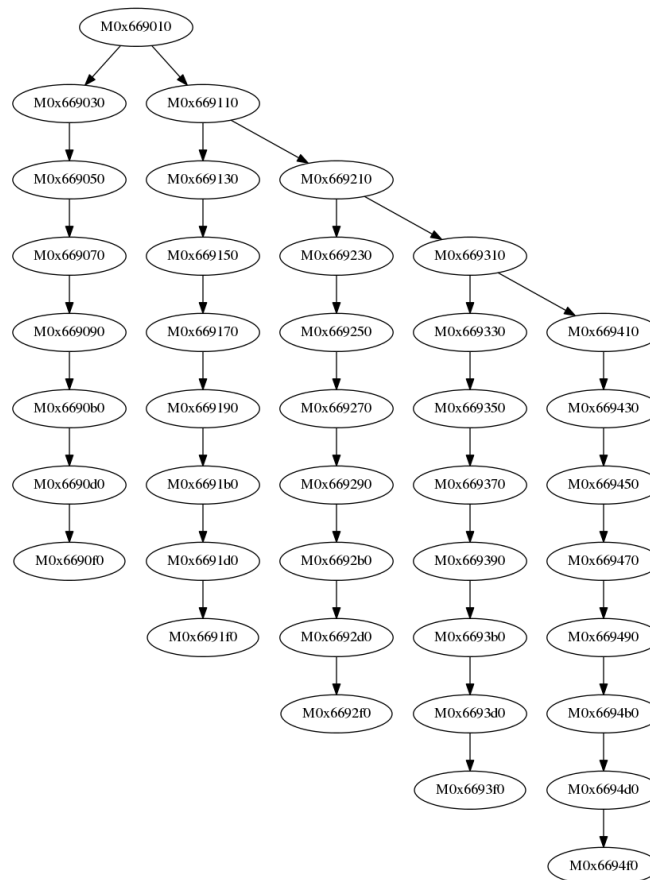 M0x669010
M0x669030 M0x669110
M0x669050 M0x669130 M0x669210
M0x669070 M0x669150 M0x669230 M0x669310
M0x669090 M0x669170 M0x669250 M0x669330 M0x669410
M0x6690b0 M0x669190 M0x669270 M0x669350 M0x669430
M0x6690d0 M0x6691b0 M0x669290 M0x669370 M0x669450
M0x6690f0 M0x6691d0 M0x6692b0 M0x669390 M0x669470
M0x6691f0 M0x6692d0 M0x6693b0 M0x669490
M0x6692f0 M0x6693d0 M0x6694b0
M0x6693f0 M0x6694d0
M0x6694f0